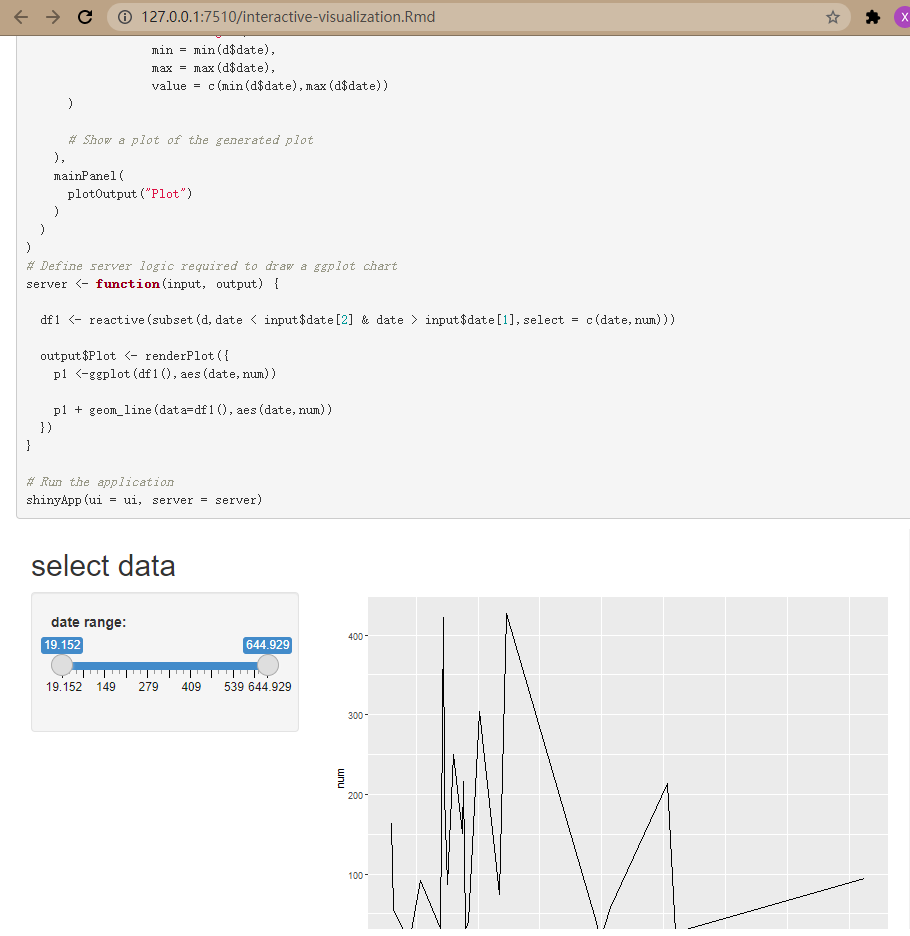 127.0.0.1:7510/interactive-visualization.Rmd
X
min = min(d$date),
max = max(d$date),
value = c(min(d$date),max(d$date))
)
# Show a plot of the generated plot
),
mainPanel(
plotOutput("Plot")
)
)
)
# Define server logic required to draw a ggplot chart
server <- function(input, output) {
df1 <- reactive(subset(d,date < input$date[2] & date > input$date[1],select = c(date,num)))
output$Plot <- renderPlot({
p1 <-ggplot(df1(),aes(date,num))
p1 + geom_line(data=df1(),aes(date,num))
})
}
# Run the application
shinyApp(ui = ui, server = server)
select data
date range:
19.152 644.929
19.152 149 279 409 539 644.929
400
300
num
200
100